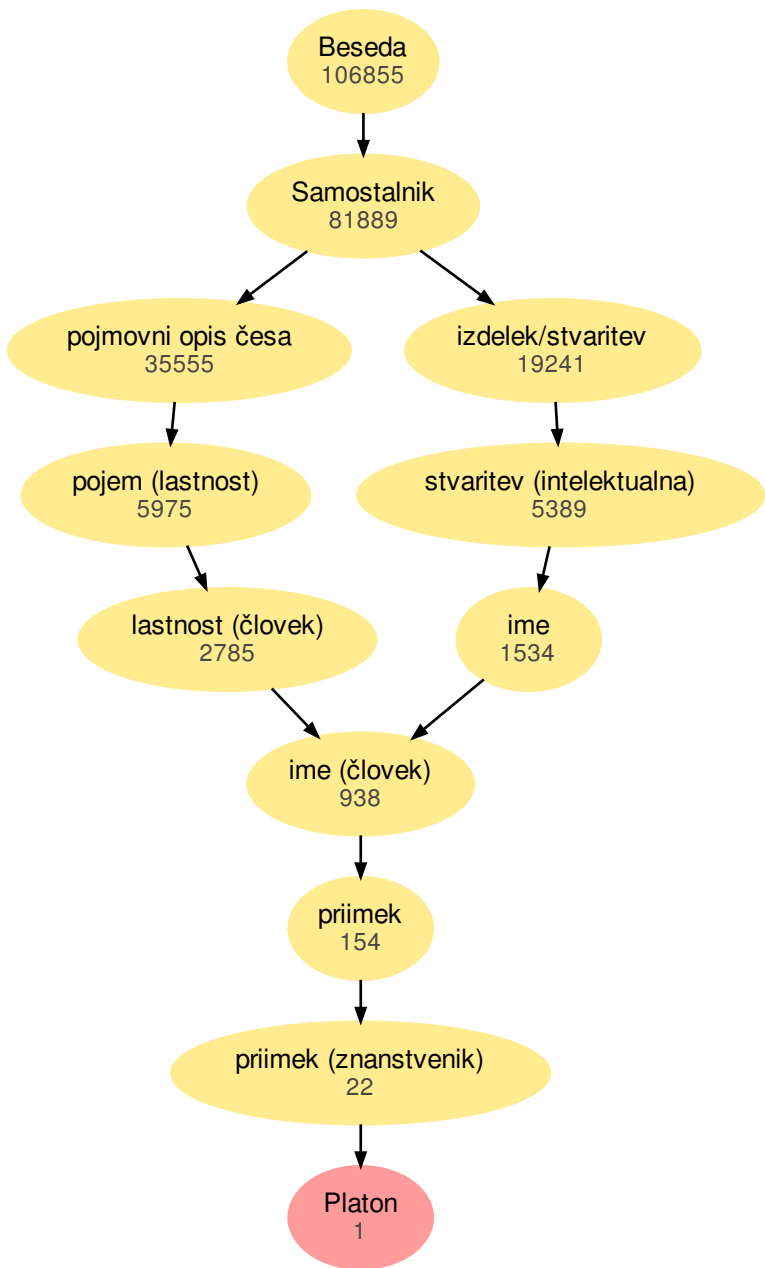 Beseda
106855
Samostalnik
81889
pojmovni opis česa
35555
izdelek/stvaritev
19241
pojem (lastnost)
5975
stvaritev (intelektualna)
5389
lastnost (človek)
2785
ime
1534
ime (človek)
938
priimek
154
priimek (znanstvenik)
22
Platon
1